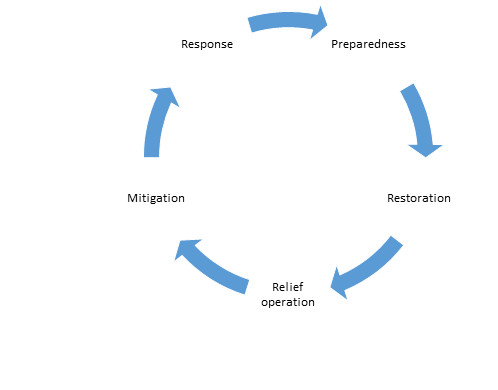 Response
Preparedness
Mitigation
Restoration
Relief
operation